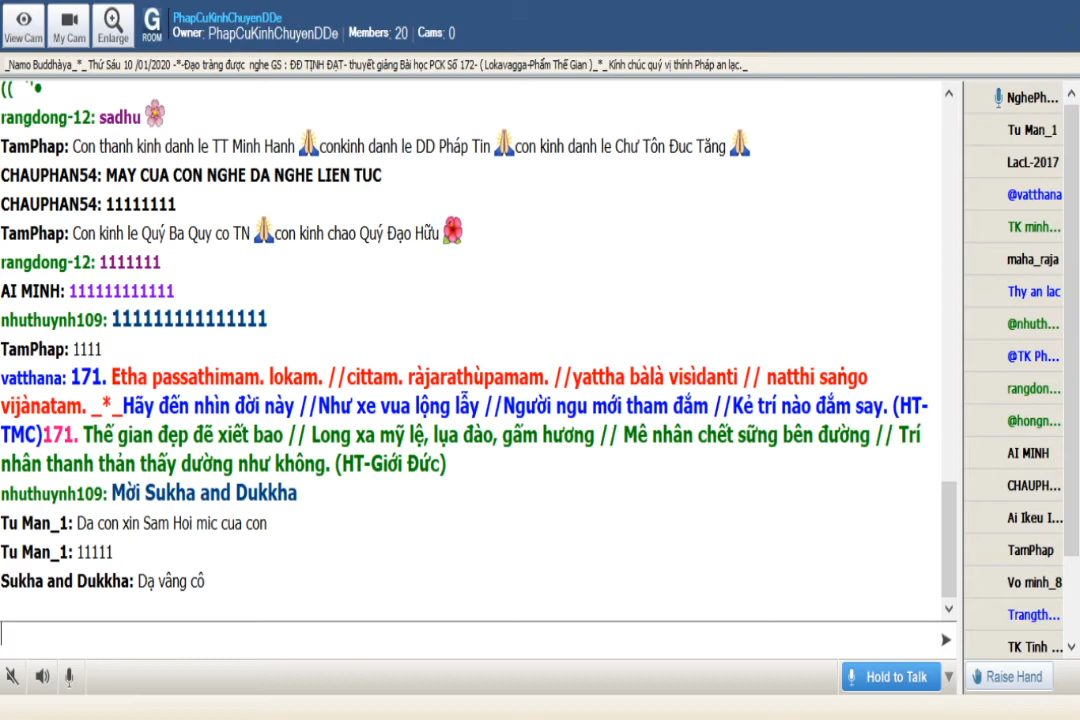 PhapCuKinhChuyenDDe
Owner: PhapCuKinhChuyenDDe Members: 20 Cams: 0
View Cam My Cam Enlarge G ROOM
_Namo Buddhàya_*_ Thứ Sáu 10 /01/2020 -*-Đạo tràng được nghe GS : ĐĐ TỊNH ĐẠT- thuyết giảng Bài học PCK Số 172- ( Lokavagga-Phẩm Thế Gian )_*_ Kính chúc quý vị thính Pháp an lạc._
rangdong-12: sadhu
TamPhap: Con thanh kinh danh le TT Minh Hanh conkinh danh le DD Pháp Tin con kinh danh le Chư Tôn Đuc Tăng
CHAUPHAN54: MAY CUA CON NGHE DA NGHE LIEN TUC
CHAUPHAN54: 11111111
TamPhap: Con kinh le Quý Ba Quy co TN con kinh chao Quý Đạo Hữu
rangdong-12: 1111111
AI MINH: 111111111111
nhuthuynh109: 111111111111111
TamPhap: 1111
vatthana: 171. Etha passathimam. lokam. //cittam. ràjarathùpamam. //yattha bàlà visìdanti // natthi saṅgo
vijànatam. _*_Hãy đến nhìn đời này //Như xe vua lộng lẫy //Người ngu mới tham đắm //Kẻ trí nào đắm say. (HT-
TMC)171. Thế gian đẹp đẽ xiết bao // Long xa mỹ lệ, lụa đào, gấm hương // Mê nhân chết sững bên đường // Trí
nhân thanh thản thấy dường như không. (HT-Giới Đức)
nhuthuynh109: Mời Sukha and Dukkha
Tu Man_1: Da con xin Sam Hoi mic cua con
Tu Man_1: 11111
Sukha and Dukkha: Dạ vâng cô
NghePh...
Tu Man_1
LacL-2017
@vatthana
TK minh...
maha_raja
Thy an lac
@nhuth...
@TK Ph...
rangdon...
@hongn...
AI MINH
CHAUPH...
Ai Ikeu I...
TamPhap
Vo minh_8
Trangth...
TK Tinh ...
Hold to Talk
Raise Hand